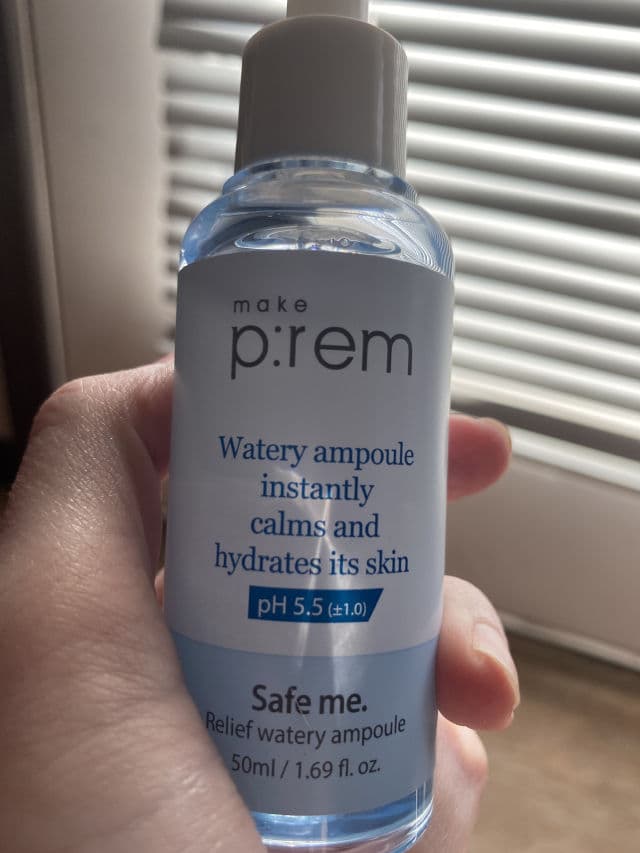 make
p:rem
Watery ampoule
instantly
calms and
hydrates its skin
pH 5.5 (±1.0)
Safe me.
Relief watery ampoule
50ml / 1.69 fl. oz.